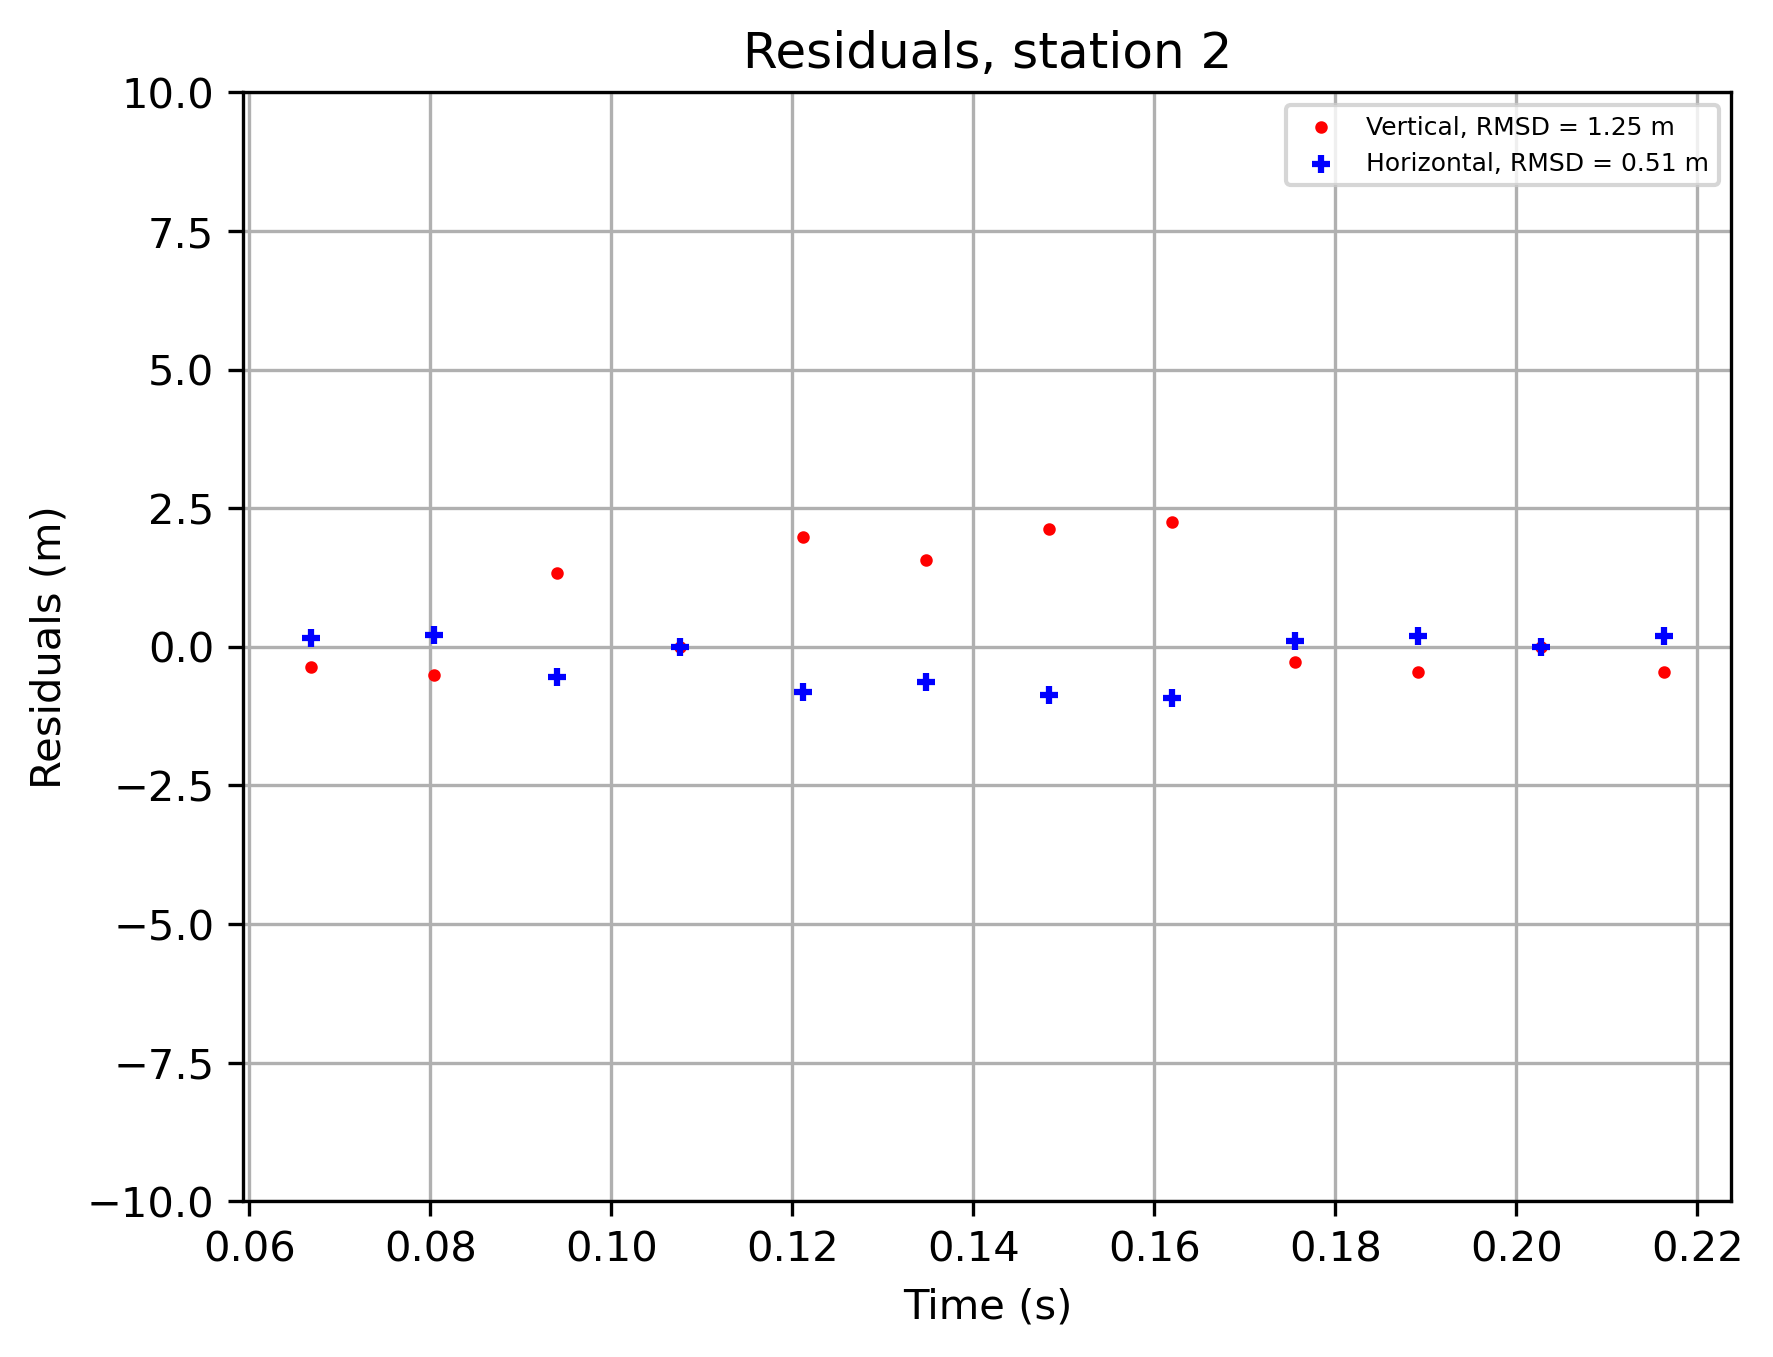 Residuals, station 2
Vertical, RMSD = 1.25 m
Horizontal, RMSD = 0.51 m
Residuals (m)
10.0
7.5
5.0
2.5
0.0
−2.5
−5.0
−7.5
−10.0
0.06 0.08 0.10 0.12 0.14 0.16 0.18 0.20 0.22
Time (s)